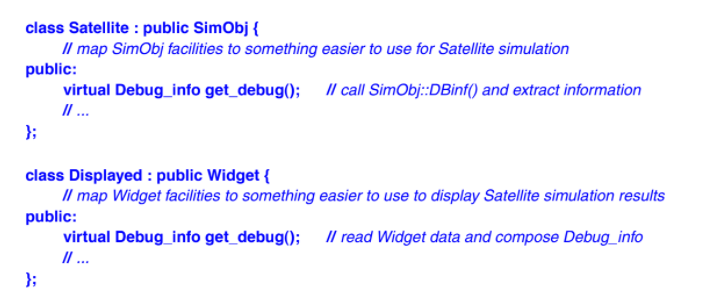 class Satellite : public SimObj {
// map SimObj facilities to something easier to use for Satellite simulation
public:
virtual Debug_info get_debug(); // call SimObj::DBinf() and extract information
// ...
};
class Displayed : public Widget {
// map Widget facilities to something easier to use to display Satellite simulation results
public:
virtual Debug_info get_debug(); // read Widget data and compose Debug_info
// ...
};